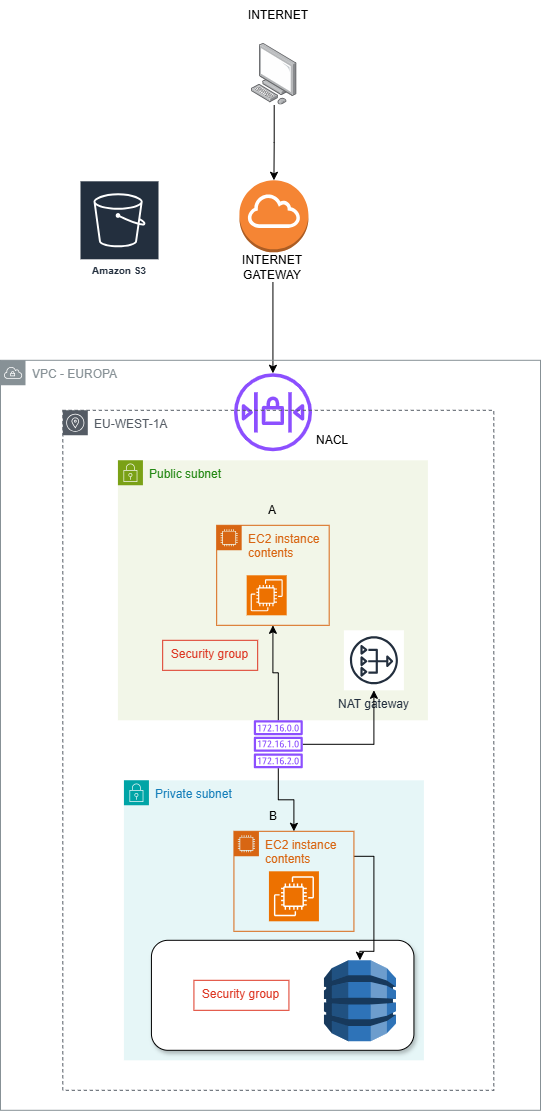 INTERNET
Amazon S3
INTERNET
GATEWAY
VPC - EUROPA
EU-WEST-1A
NACL
Public subnet
A
EC2 instance
contents
Security group
NAT gateway
172.16.0.0
172.16.1.0
172.16.2.0
Private subnet
B
EC2 instance
contents
Security group